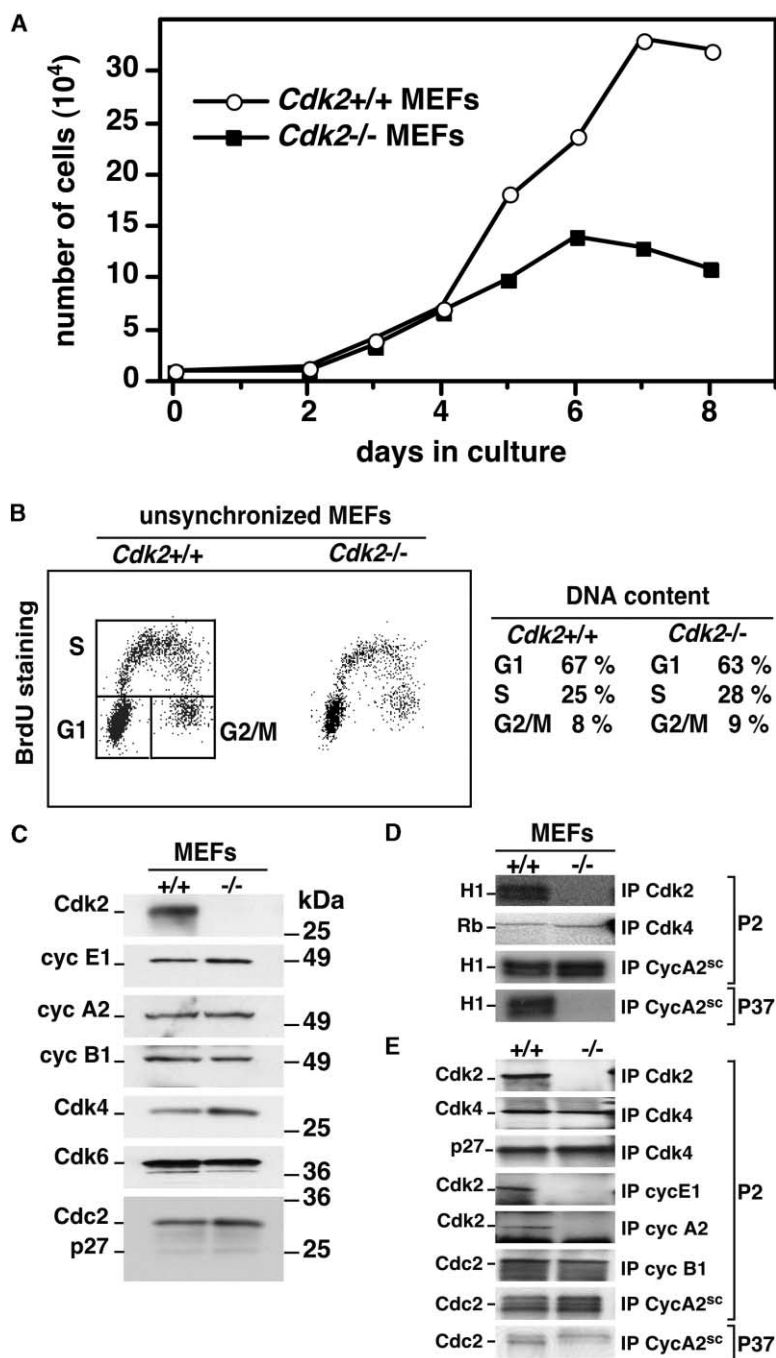 A
number of cells (10⁴)
30
25
20
15
10
5
0
Cdk2+/+ MEFs
Cdk2-/- MEFs
0 2 4 6 8
days in culture
B
unsynchronized MEFs
Cdk2+/+ Cdk2-/-
BrdU staining
S
G1
G2/M
DNA content
Cdk2+/+ Cdk2-/-
G1 67 % G1 63 %
S 25 % S 28 %
G2/M 8 % G2/M 9 %
C
MEFs
+/+ -/- kDa
Cdk2
25
cyc E1 49
cyc A2
49
cyc B1 49
Cdk4
25
Cdk6
36
36
Cdc2
p27 25
D
MEFs
+/+ -/-
H1 IP Cdk2
Rb IP Cdk4
H1 IP CycA2ˢᶜ
P2
H1 IP CycA2ˢᶜ P37
E
+/+ -/-
Cdk2 IP Cdk2
Cdk4 IP Cdk4
p27 IP Cdk4
Cdk2 IP cycE1
Cdk2 IP cyc A2
Cdc2 IP cyc B1
Cdc2 IP CycA2ˢᶜ
P2
Cdc2 IP CycA2ˢᶜ P37